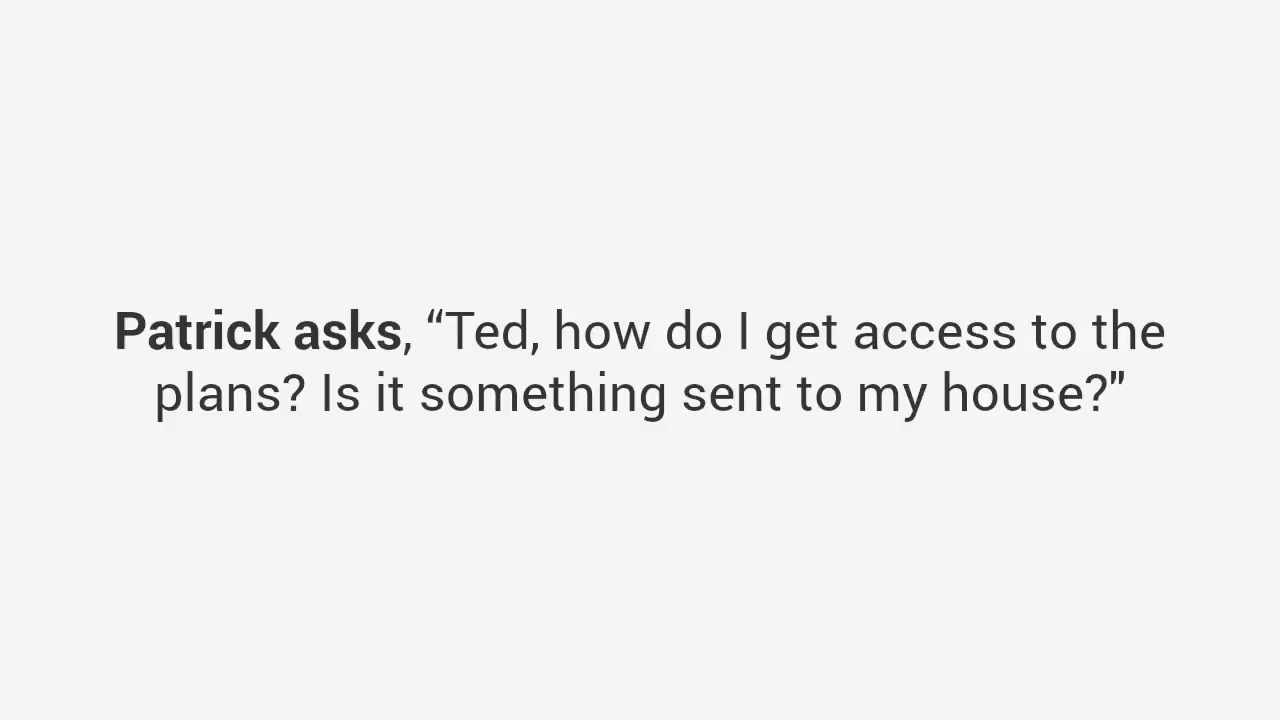 Patrick asks, “Ted, how do I get access to the
plans? Is it something sent to my house?"